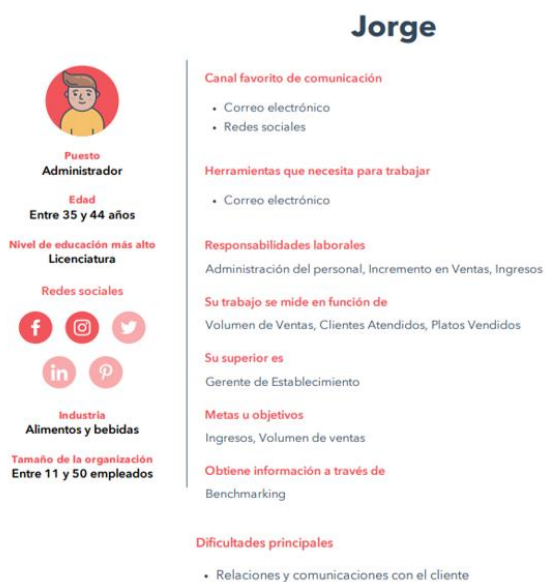 Jorge
Puesto
Administrador
Edad
Entre 35 y 44 años
Nivel de educación más alto
Licenciatura
Redes sociales
f
in
Industria
Alimentos y bebidas
Tamaño de la organización
Entre 11 y 50 empleados
Canal favorito de comunicación
• Correo electrónico
• Redes sociales
Herramientas que necesita para trabajar
• Correo electrónico
Responsabilidades laborales
Administración del personal, Incremento en Ventas, Ingresos
Su trabajo se mide en función de
Volumen de Ventas, Clientes Atendidos, Platos Vendidos
Su superior es
Gerente de Establecimiento
Metas u objetivos
Ingresos, Volumen de ventas
Obtiene información a través de
Benchmarking
Dificultades principales
• Relaciones y comunicaciones con el cliente